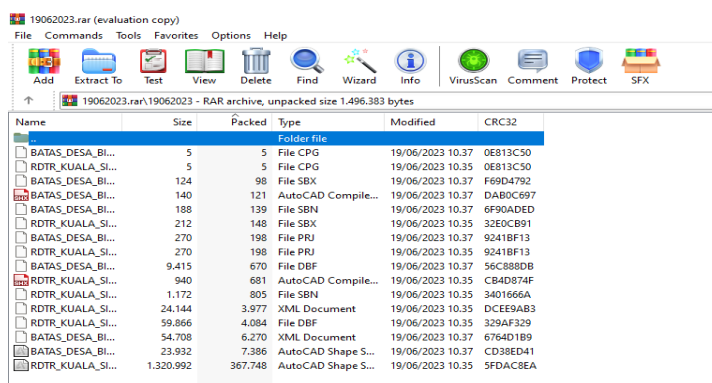 19062023.rar (evaluation copy)
File Commands Tools Favorites Options Help
Add Extract To Test View Delete Find Wizard Info VirusScan Comment Protect SFX
19062023.rar\19062023 - RAR archive, unpacked size 1.496.383 bytes
Name Size Packed Type Modified CRC32
.. Folder file
BATAS_DESA_BI... 5 5 File CPG 19/06/2023 10.37 0E813C50
RDTR_KUALA_SI... 5 5 File CPG 19/06/2023 10.35 0E813C50
BATAS_DESA_BI... 124 98 File SBX 19/06/2023 10.37 F69D4792
BATAS_DESA_BI... 140 121 AutoCAD Compile... 19/06/2023 10.37 DAB0C697
BATAS_DESA_BI... 188 139 File SBN 19/06/2023 10.37 6F90ADED
RDTR_KUALA_SI... 212 148 File SBX 19/06/2023 10.35 32E0CB91
BATAS_DESA_BI... 270 198 File PRJ 19/06/2023 10.37 9241BF13
RDTR_KUALA_SI... 270 198 File PRJ 19/06/2023 10.35 9241BF13
BATAS_DESA_BI... 9.415 670 File DBF 19/06/2023 10.37 56C888DB
RDTR_KUALA_SI... 940 681 AutoCAD Compile... 19/06/2023 10.35 CB4D874F
RDTR_KUALA_SI... 1.172 805 File SBN 19/06/2023 10.35 3401666A
RDTR_KUALA_SI... 24.144 3.977 XML Document 19/06/2023 10.35 DCEE9AB3
RDTR_KUALA_SI... 59.866 4.084 File DBF 19/06/2023 10.35 329AF329
BATAS_DESA_BI... 54.708 6.270 XML Document 19/06/2023 10.37 6764D1B9
BATAS_DESA_BI... 23.932 7.386 AutoCAD Shape S... 19/06/2023 10.37 CD38ED41
RDTR_KUALA_SI... 1.320.992 367.748 AutoCAD Shape S... 19/06/2023 10.35 5FDAC8EA